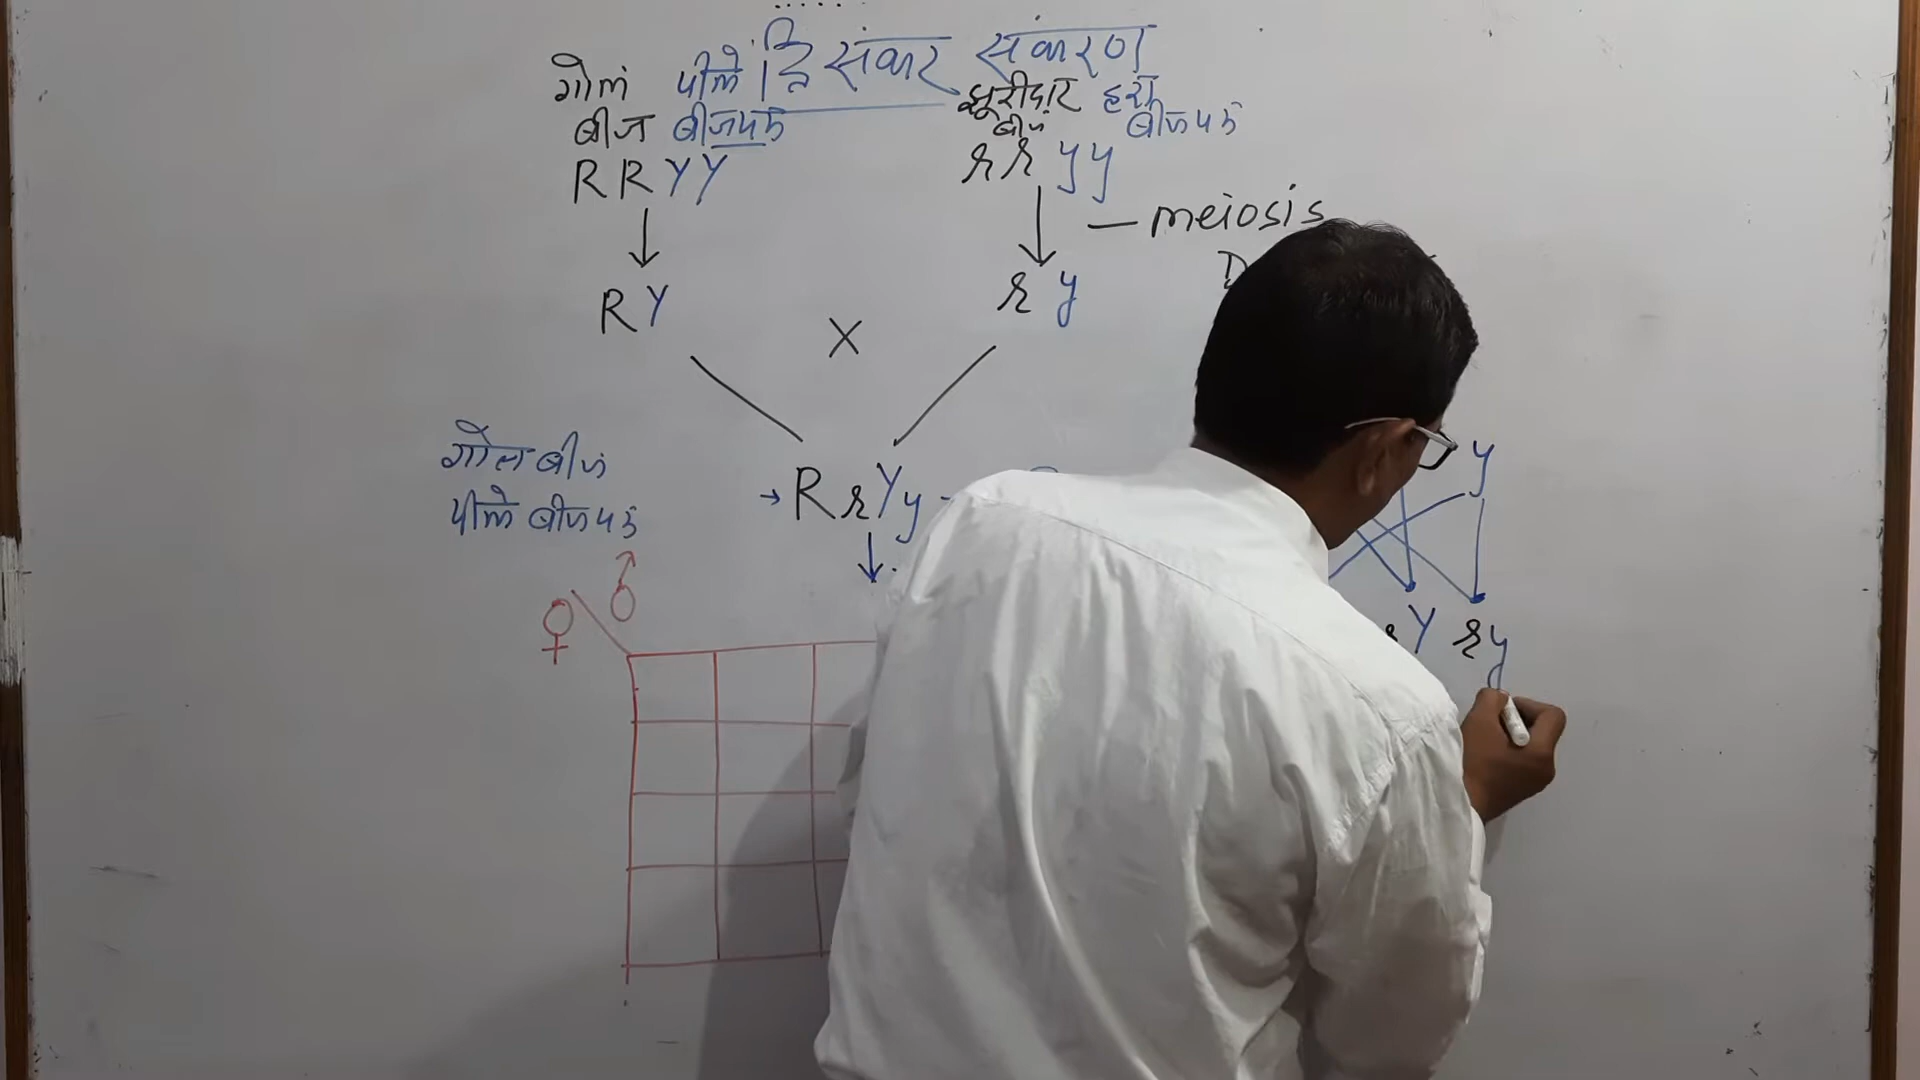 द्विसंकर संकरण
गोल पीले
बीज बीजपत्र
झुर्रीदार हरा
बीज बीजपत्र
RRYY
rryy
— meiosis
RY
X
ry
गोल बीज
पीले बीजपत्र
→ RrYy -
y
♀ ♂
Y ry